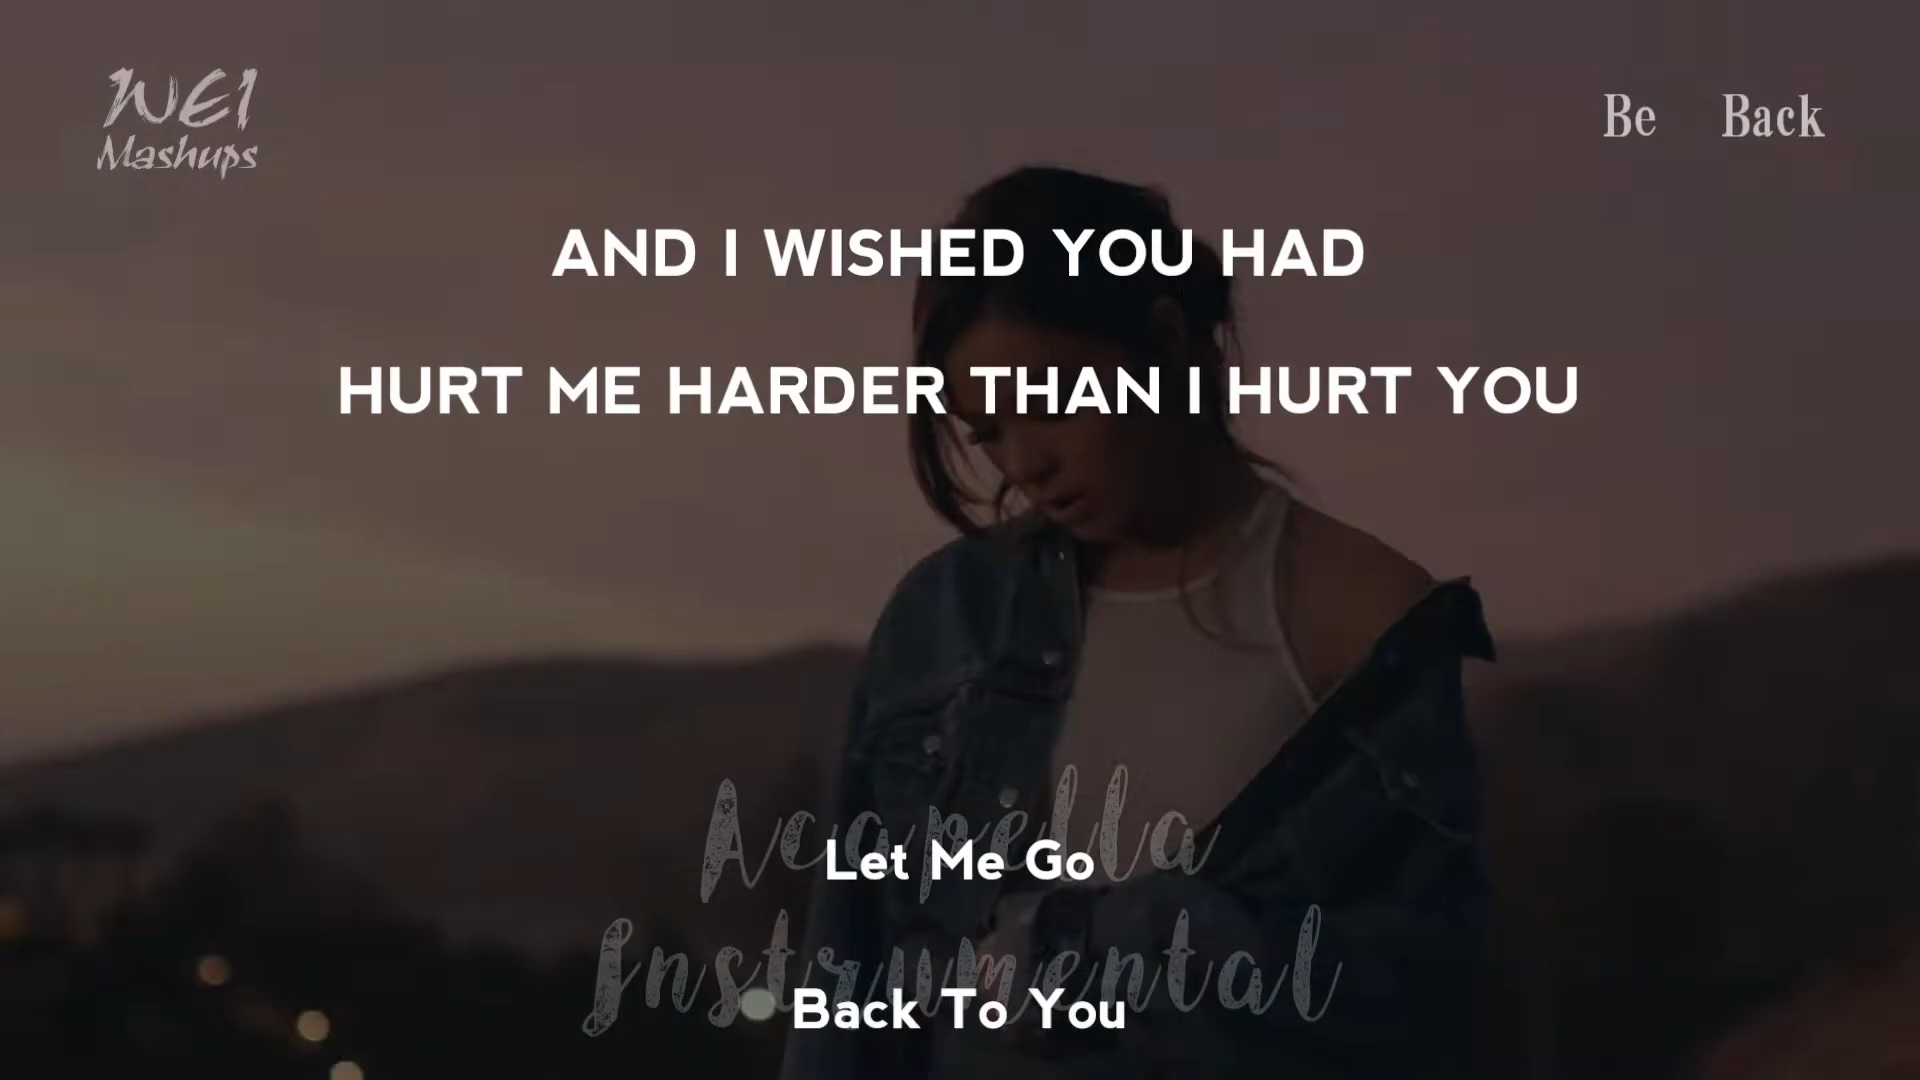 WEI
Mashups
Be Back
AND I WISHED YOU HAD
HURT ME HARDER THAN I HURT YOU
Acapella
Let Me Go
Instrumental
Back To You